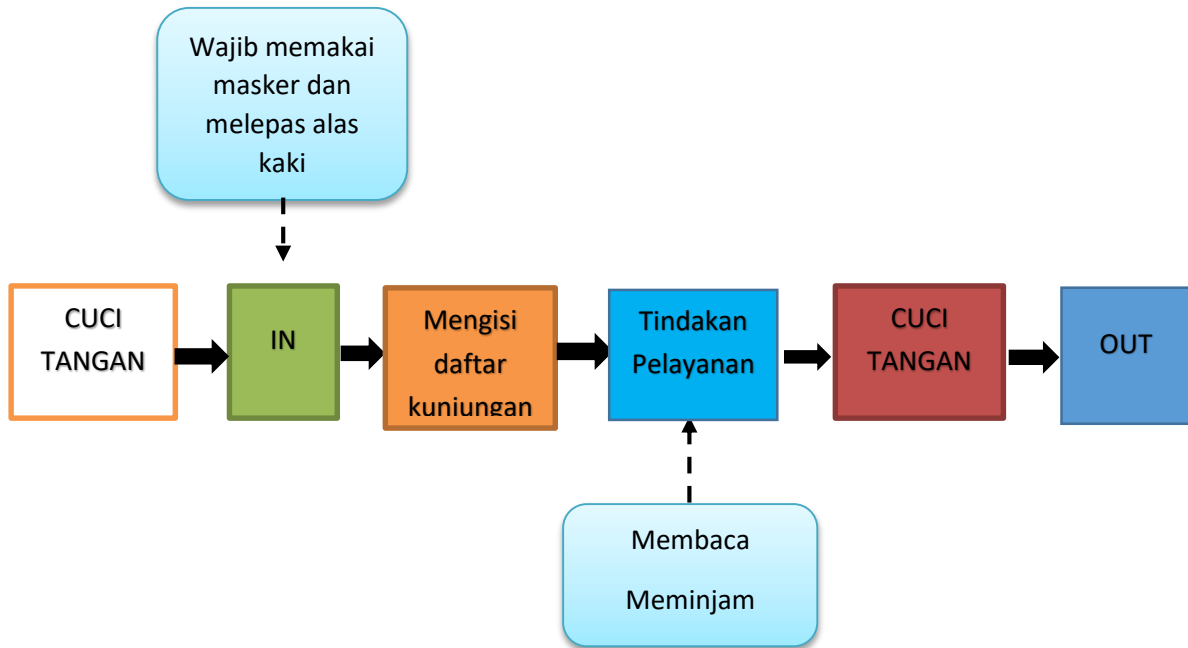 Wajib memakai
masker dan
melepas alas
kaki
CUCI
TANGAN
IN
Mengisi
daftar
kunjungan
Tindakan
Pelayanan
CUCI
TANGAN
OUT
Membaca
Meminjam